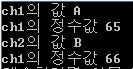 ch1의 값 A
ch1의 정수값 65
ch2의 값 B
ch1의 정수값 66